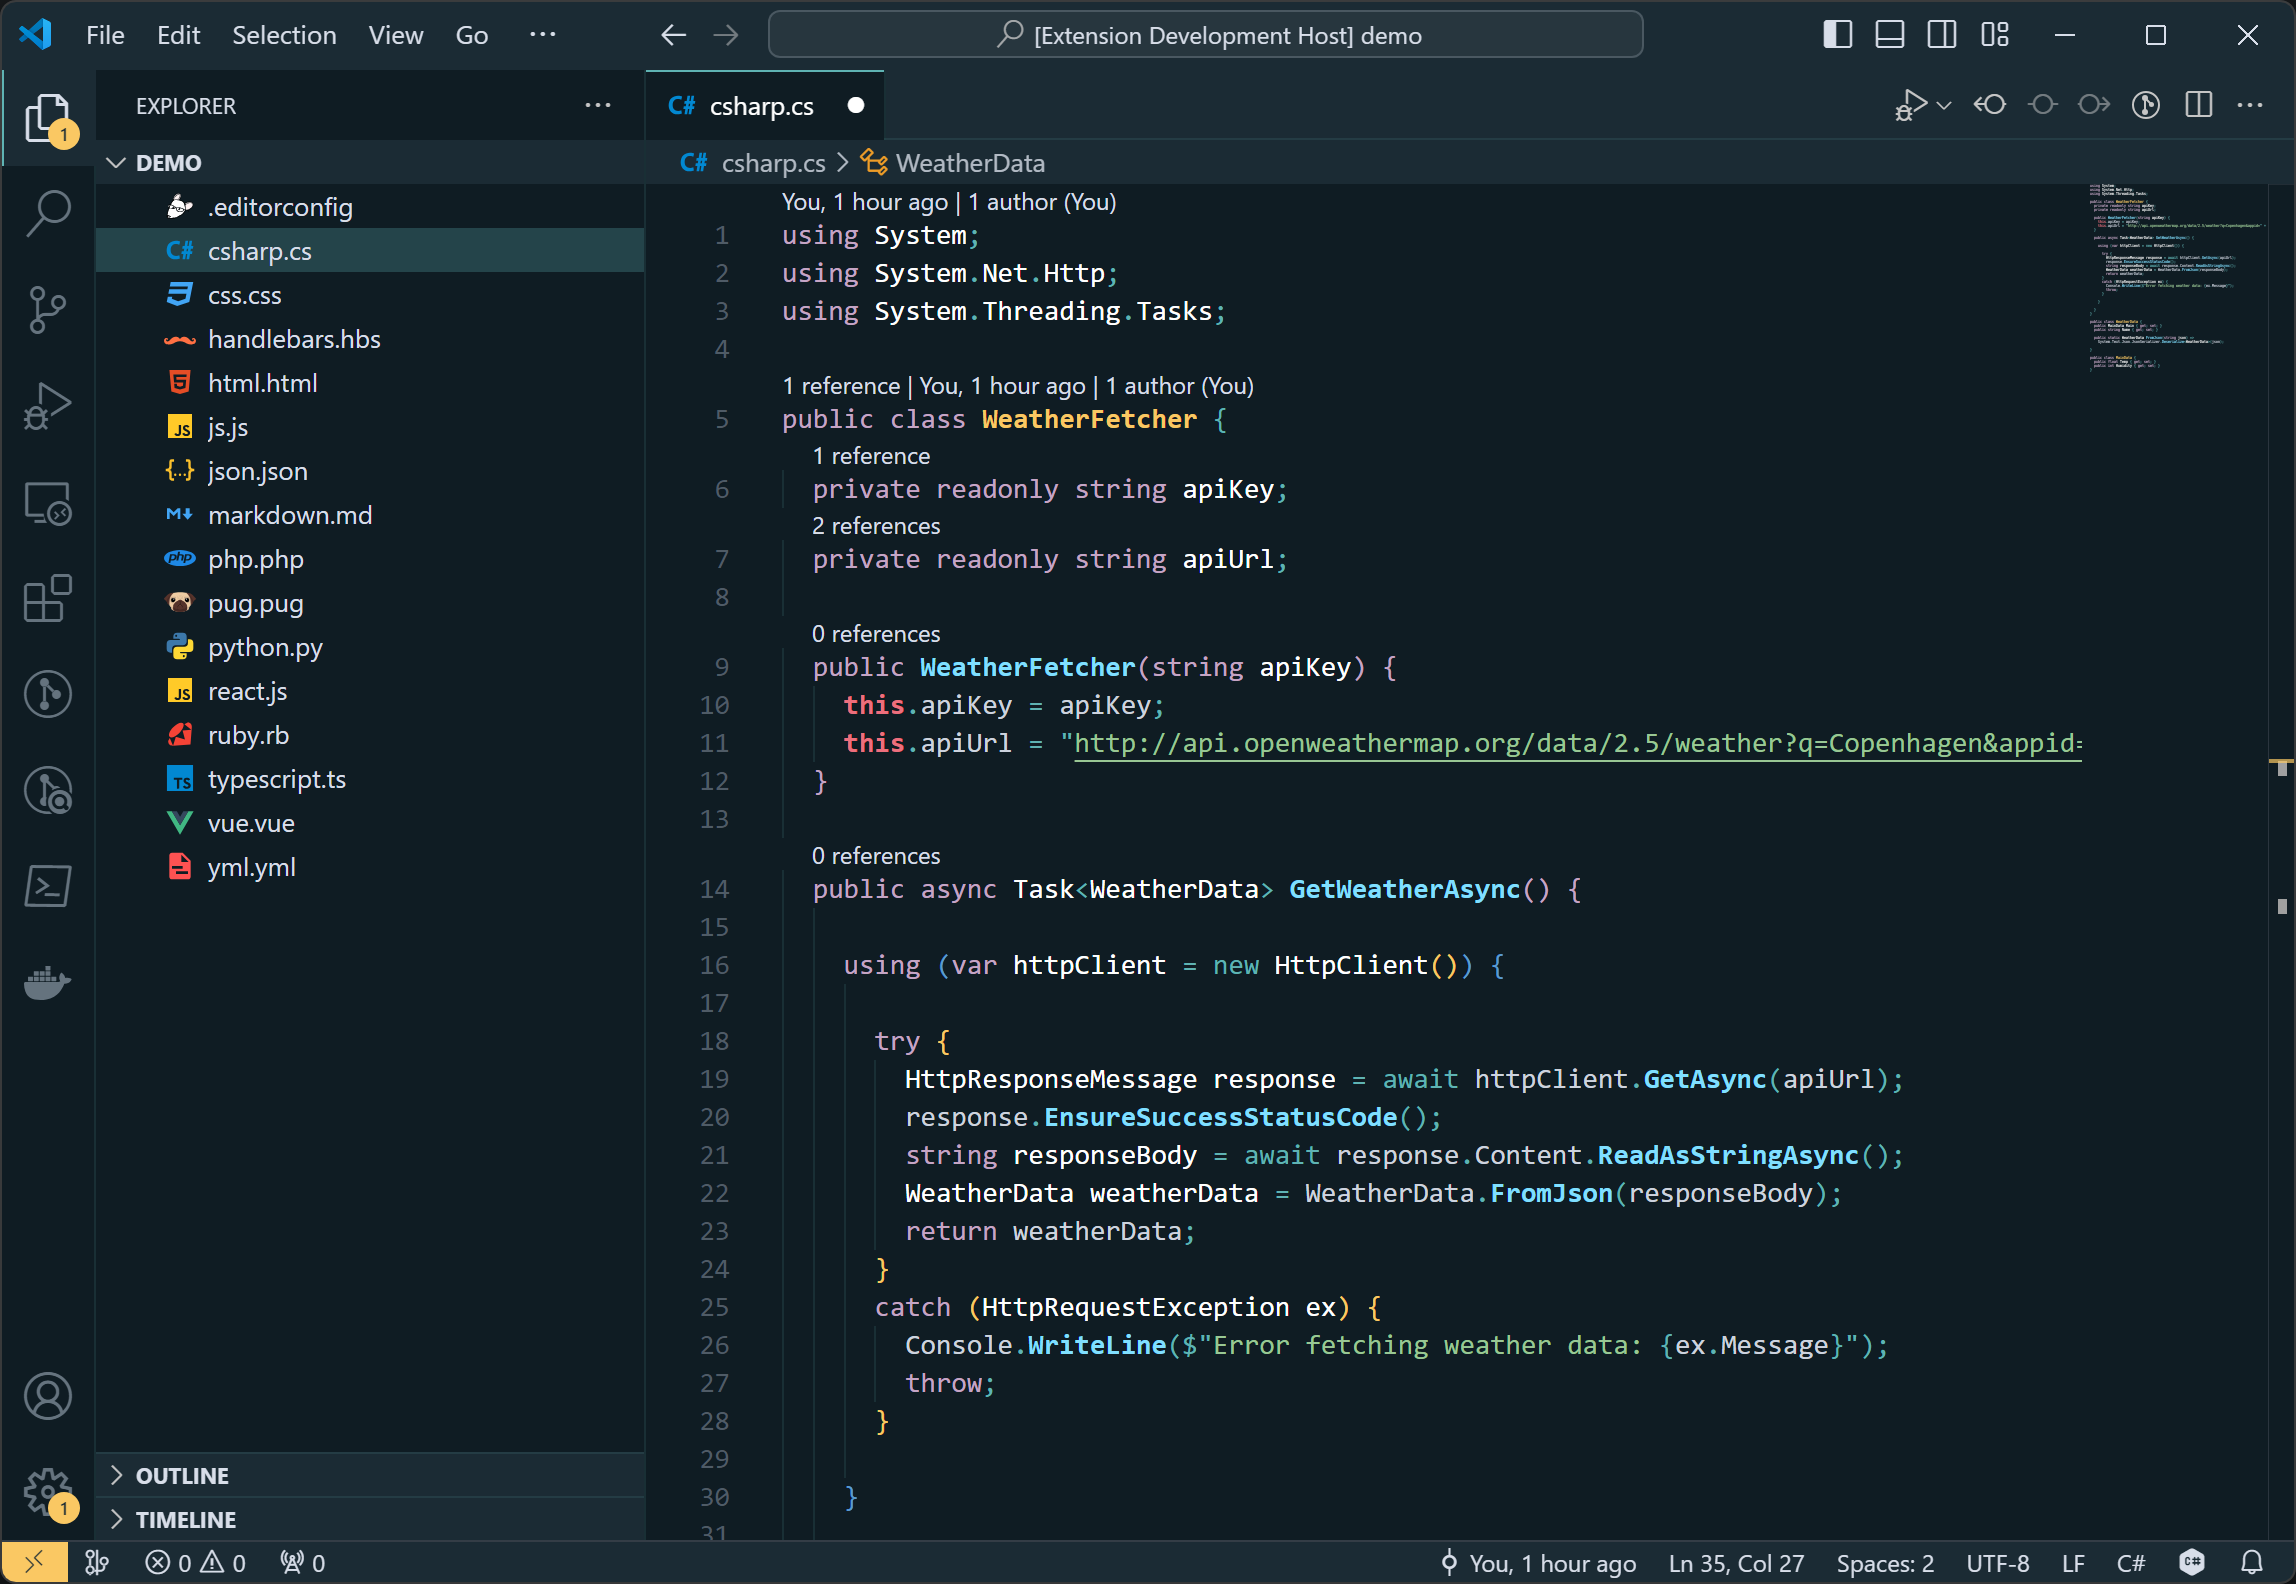 File Edit Selection View Go ···
[Extension Development Host] demo
EXPLORER
csharp.cs
DEMO
.editorconfig
csharp.cs
css.css
handlebars.hbs
html.html
js.js
json.json
markdown.md
php.php
pug.pug
python.py
react.js
ruby.rb
typescript.ts
vue.vue
yml.yml
OUTLINE
TIMELINE
C# csharp.cs > WeatherData
You, 1 hour ago | 1 author (You)
1 using System;
2 using System.Net.Http;
3 using System.Threading.Tasks;
4
1 reference | You, 1 hour ago | 1 author (You)
5 public class WeatherFetcher {
1 reference
6 private readonly string apiKey;
2 references
7 private readonly string apiUrl;
8
0 references
9 public WeatherFetcher(string apiKey) {
10 this.apiKey = apiKey;
11 this.apiUrl = "http://api.openweathermap.org/data/2.5/weather?q=Copenhagen&appid=
12 }
13
0 references
14 public async Task<WeatherData> GetWeatherAsync() {
15
16 using (var httpClient = new HttpClient()) {
17
18 try {
19 HttpResponseMessage response = await httpClient.GetAsync(apiUrl);
20 response.EnsureSuccessStatusCode();
21 string responseBody = await response.Content.ReadAsStringAsync();
22 WeatherData weatherData = WeatherData.FromJson(responseBody);
23 return weatherData;
24 }
25 catch (HttpRequestException ex) {
26 Console.WriteLine($"Error fetching weather data: {ex.Message}");
27 throw;
28 }
29
30 }
31
0 0 0
You, 1 hour ago Ln 35, Col 27 Spaces: 2 UTF-8 LF C#